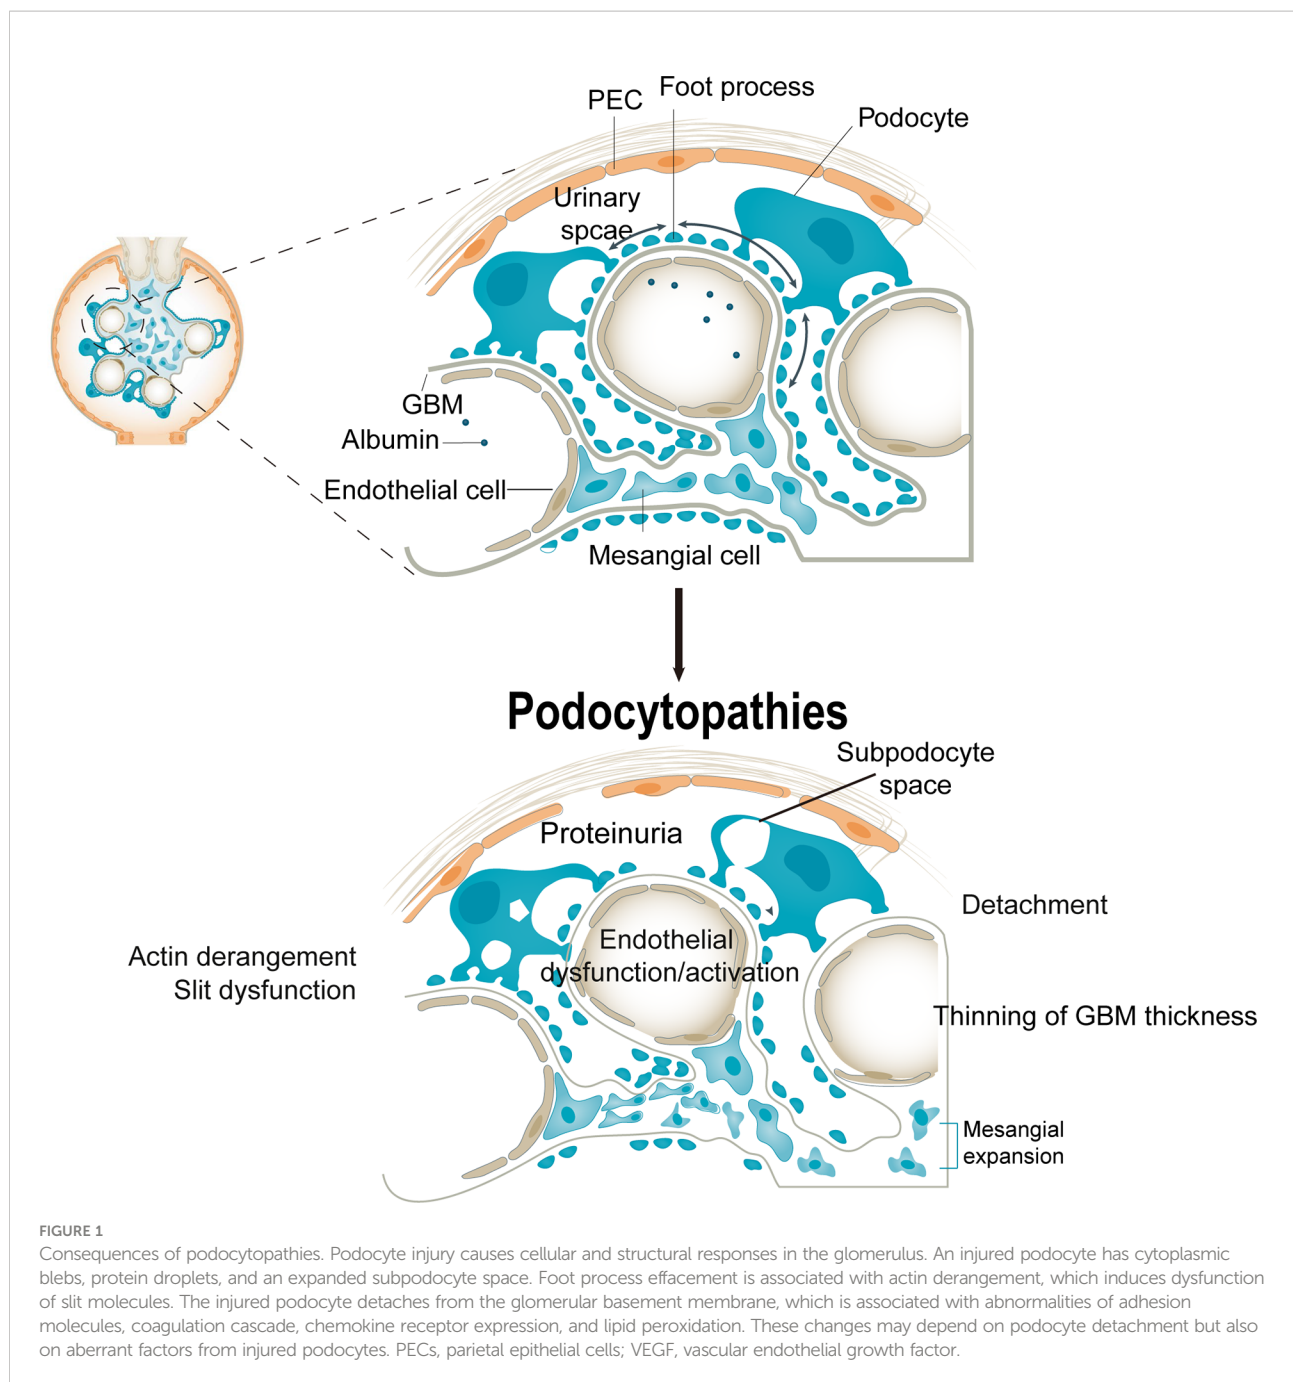 Foot process
PEC
Podocyte
Urinary
spcae
GBM
Albumin
Endothelial cell
Mesangial cell
Podocytopathies
Subpodocyte
space
Proteinuria
Detachment
Actin derangement
Slit dysfunction
Endothelial
dysfunction/activation
Thinning of GBM thickness
Mesangial
expansion
FIGURE 1
Consequences of podocytopathies. Podocyte injury causes cellular and structural responses in the glomerulus. An injured podocyte has cytoplasmic
blebs, protein droplets, and an expanded subpodocyte space. Foot process effacement is associated with actin derangement, which induces dysfunction
of slit molecules. The injured podocyte detaches from the glomerular basement membrane, which is associated with abnormalities of adhesion
molecules, coagulation cascade, chemokine receptor expression, and lipid peroxidation. These changes may depend on podocyte detachment but also
on aberrant factors from injured podocytes. PECs, parietal epithelial cells; VEGF, vascular endothelial growth factor.